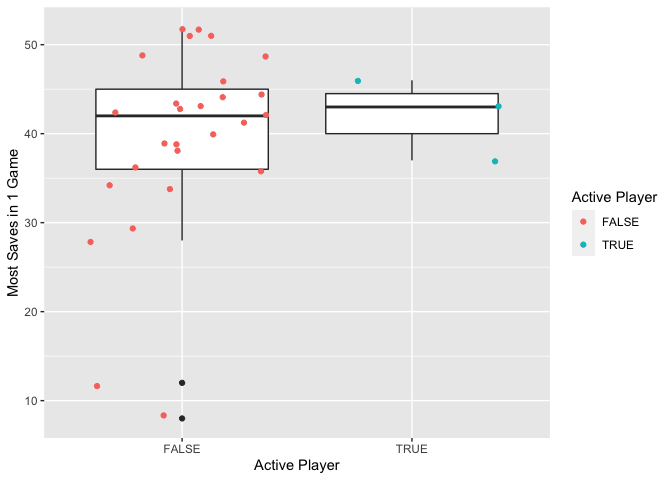 Most Saves in 1 Game
50
40
30
20
10
FALSE
TRUE
Active Player
Active Player
FALSE
TRUE